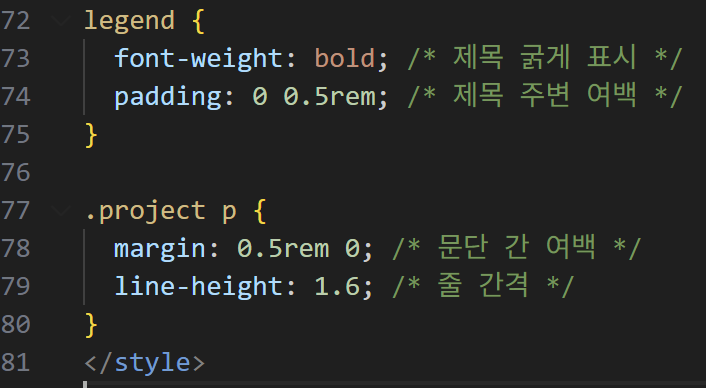 72 legend {
73 font-weight: bold; /* 제목 굵게 표시 */
74 padding: 0 0.5rem; /* 제목 주변 여백 */
75 }
76
77 .project p {
78 margin: 0.5rem 0; /* 문단 간 여백 */
79 line-height: 1.6; /* 줄 간격 */
80 }
81 </style>